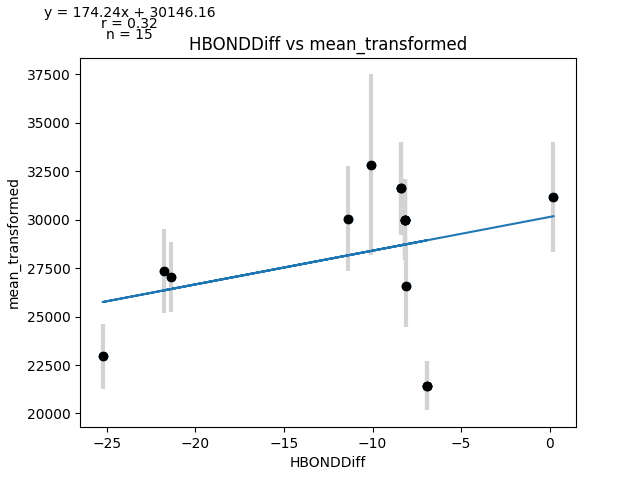 y = 174.24x + 30146.16
r = 0.32
n = 15
HBONDDiff vs mean_transformed
37500
35000
32500
30000
27500
25000
22500
20000
mean_transformed
−25
−20
−15
−10
−5
0
HBONDDiff